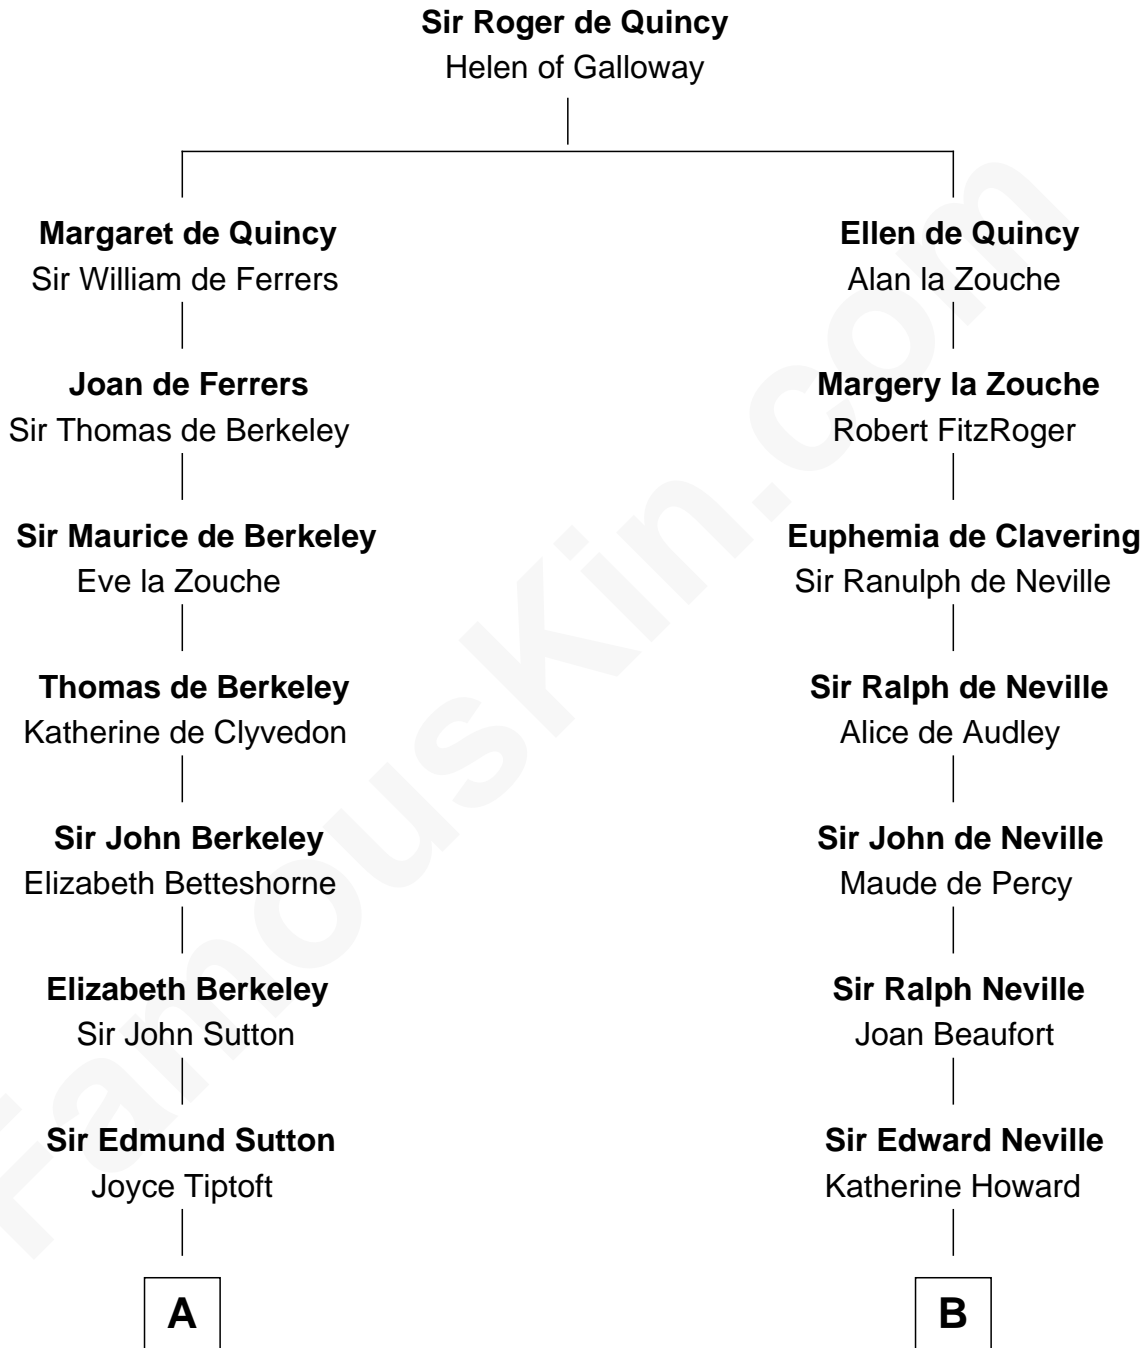 Sir Roger de Quincy
Helen of Galloway
Margaret de Quincy
Sir William de Ferrers
Ellen de Quincy
Alan la Zouche
Joan de Ferrers
Sir Thomas de Berkeley
Margery la Zouche
Robert FitzRoger
Sir Maurice de Berkeley
Eve la Zouche
Euphemia de Clavering
Sir Ranulph de Neville
Thomas de Berkeley
Katherine de Clyvedon
Sir Ralph de Neville
Alice de Audley
Sir John Berkeley
Elizabeth Betteshorne
Sir John de Neville
Maude de Percy
Elizabeth Berkeley
Sir John Sutton
Sir Ralph Neville
Joan Beaufort
Sir Edmund Sutton
Joyce Tiptoft
Sir Edward Neville
Katherine Howard
A
B
FamousKin.com